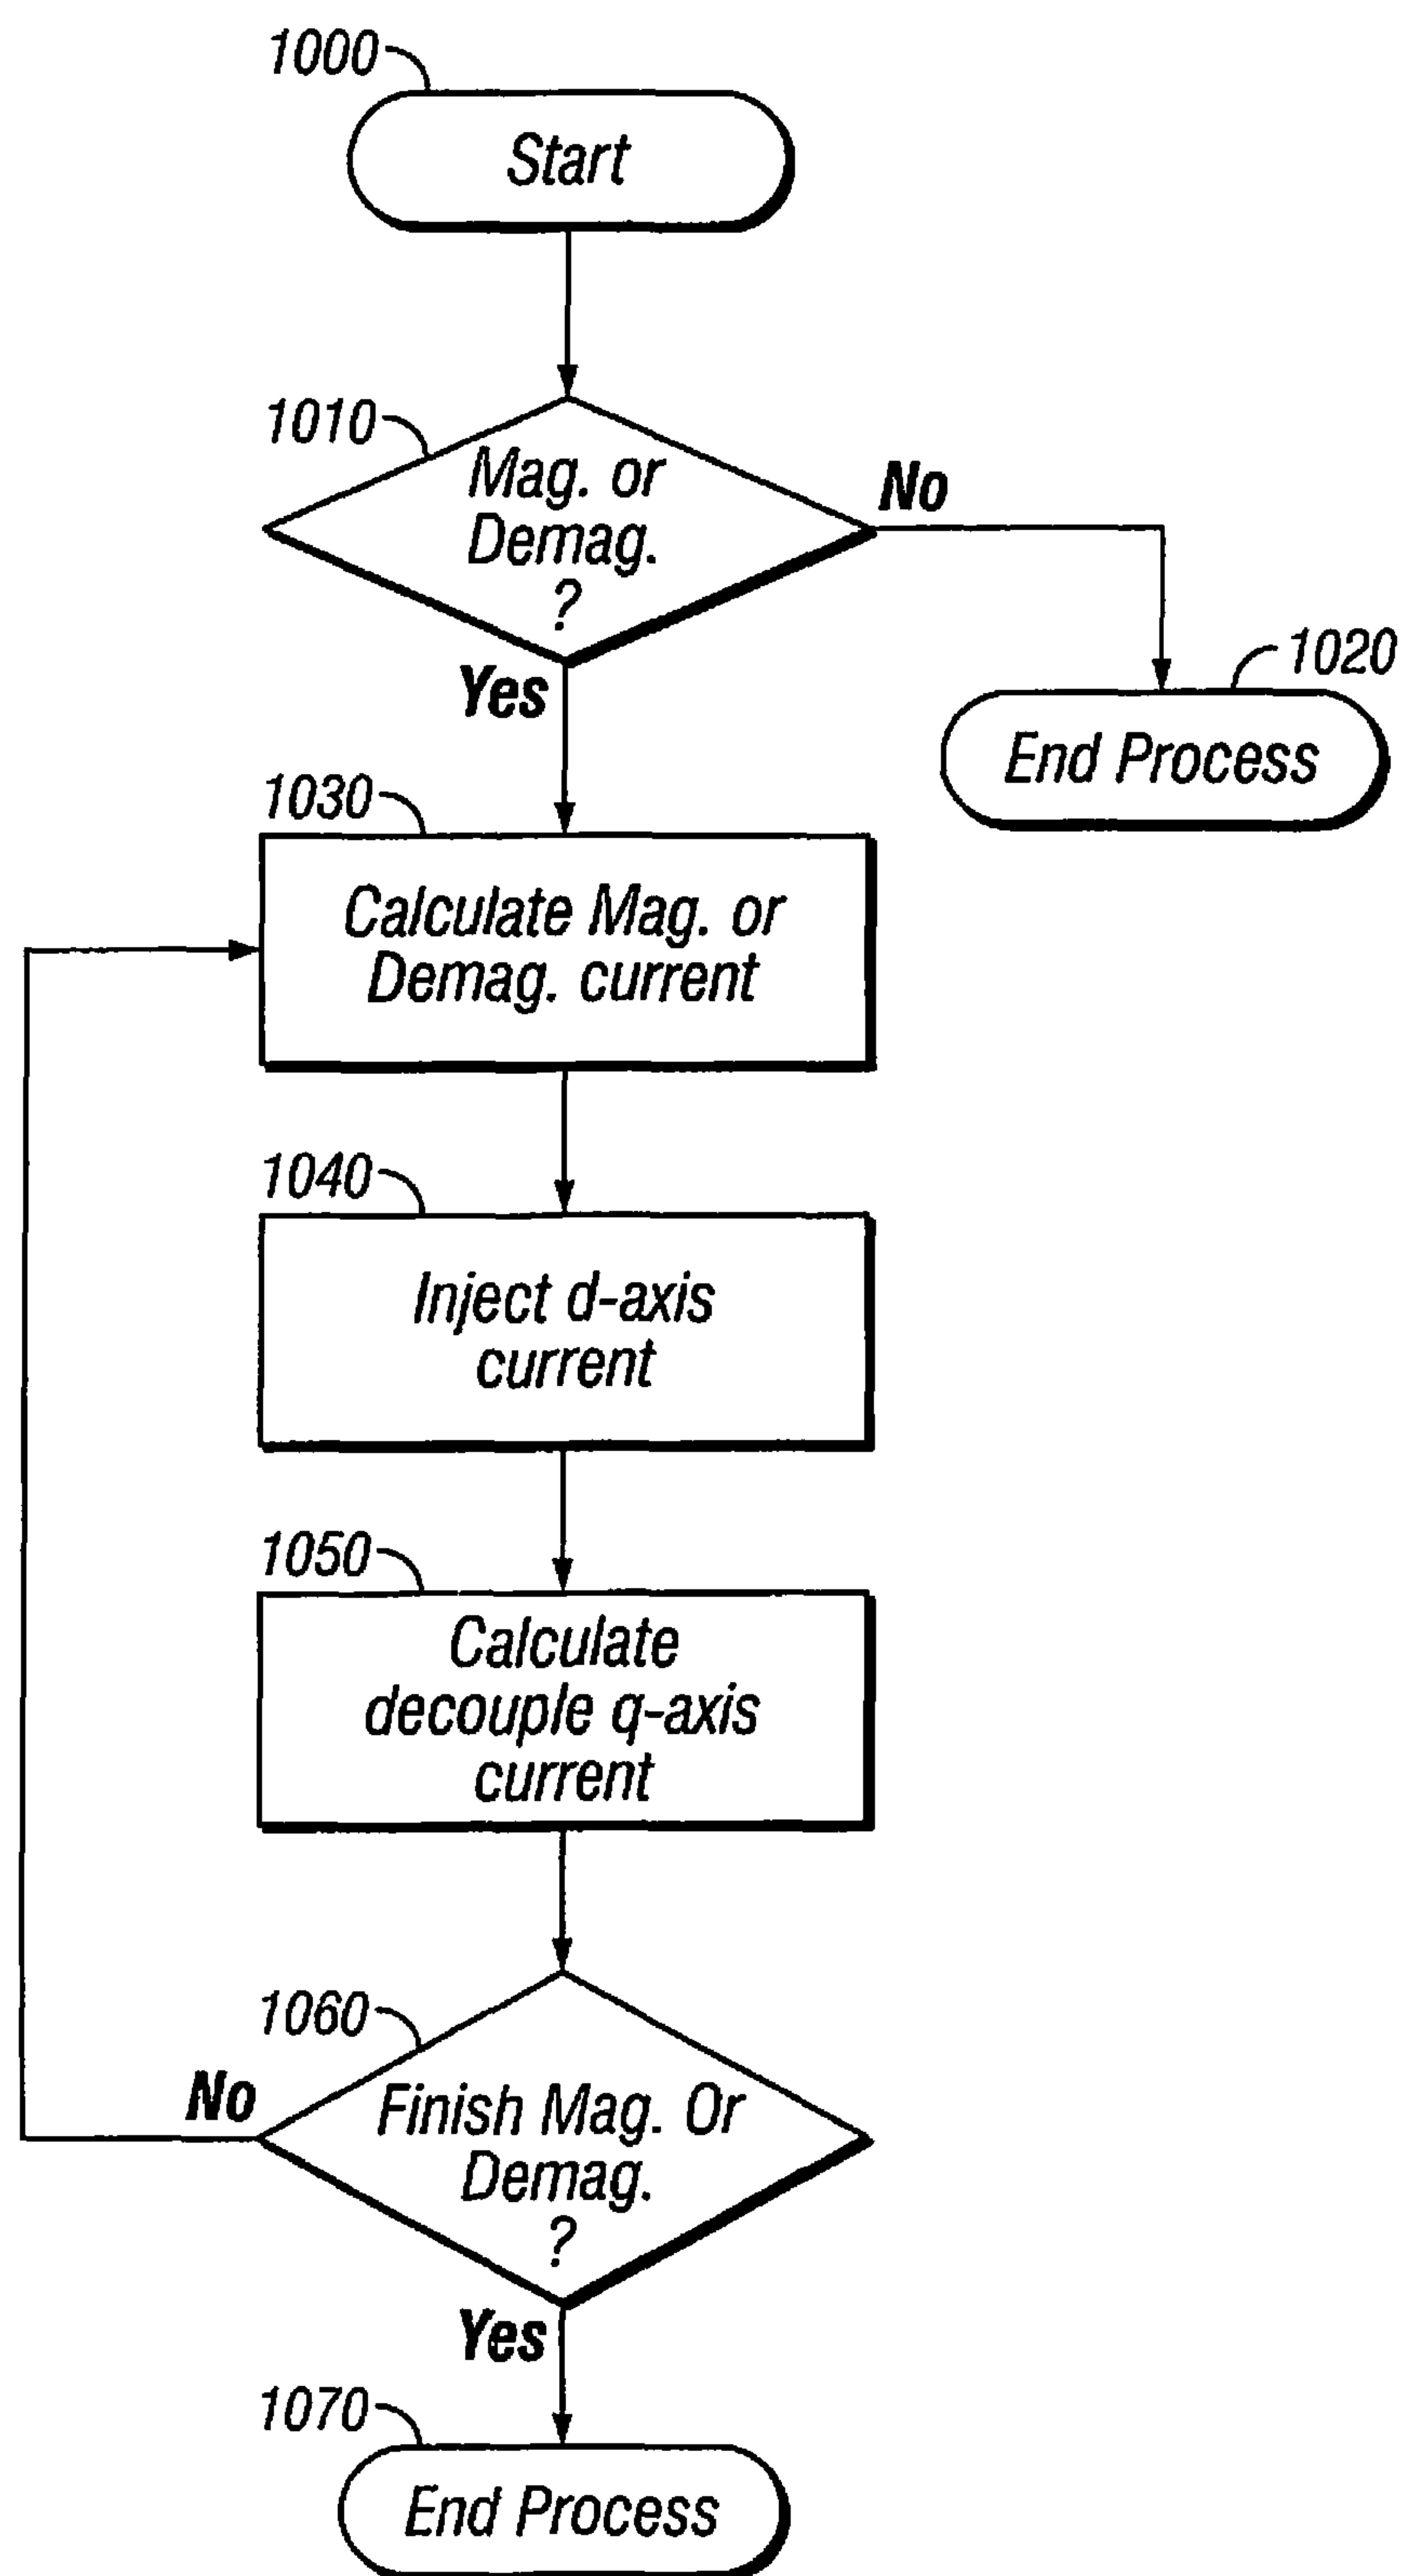 1000
Start
1010
Mag. or
Demag.
?
No
Yes
1020
End Process
1030
Calculate Mag. or
Demag. current
1040
Inject d-axis
current
1050
Calculate
decouple q-axis
current
1060
No
Finish Mag. Or
Demag.
?
Yes
1070
End Process